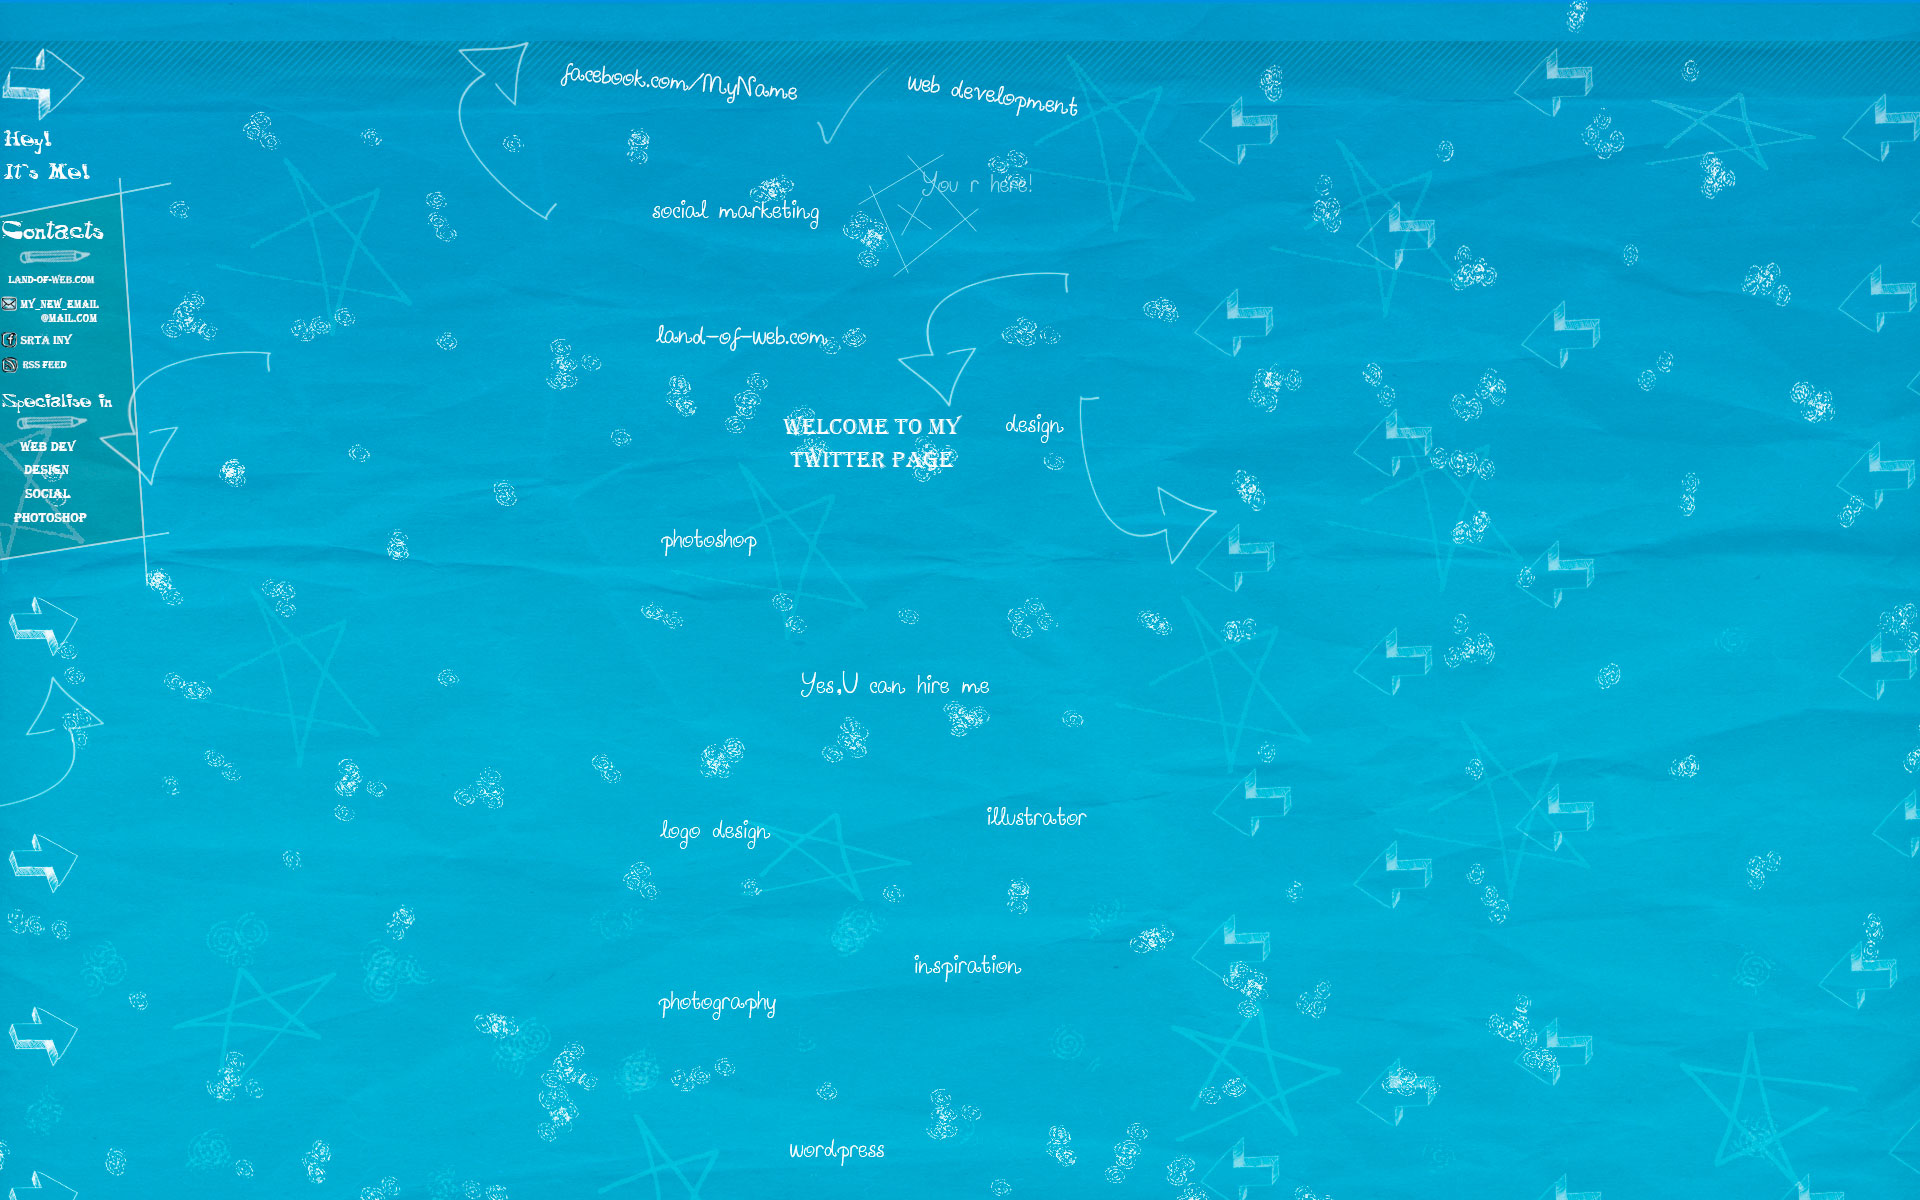 Hey!
It's Me!
Contacts
LAND-OF-WEB.COM
MY_NEW_EMAIL
@MAIL.COM
SRTA INY
RSS FEED
Specialise in
WEB DEV
DESIGN
SOCIAL
PHOTOSHOP
facebook.com/MyName
web development
You r here!
social marketing
land-of-web.com
WELCOME TO MY
TWITTER PAGE
design
photoshop
Yes,U can hire me
logo design
illustrator
inspiration
photography
wordpress